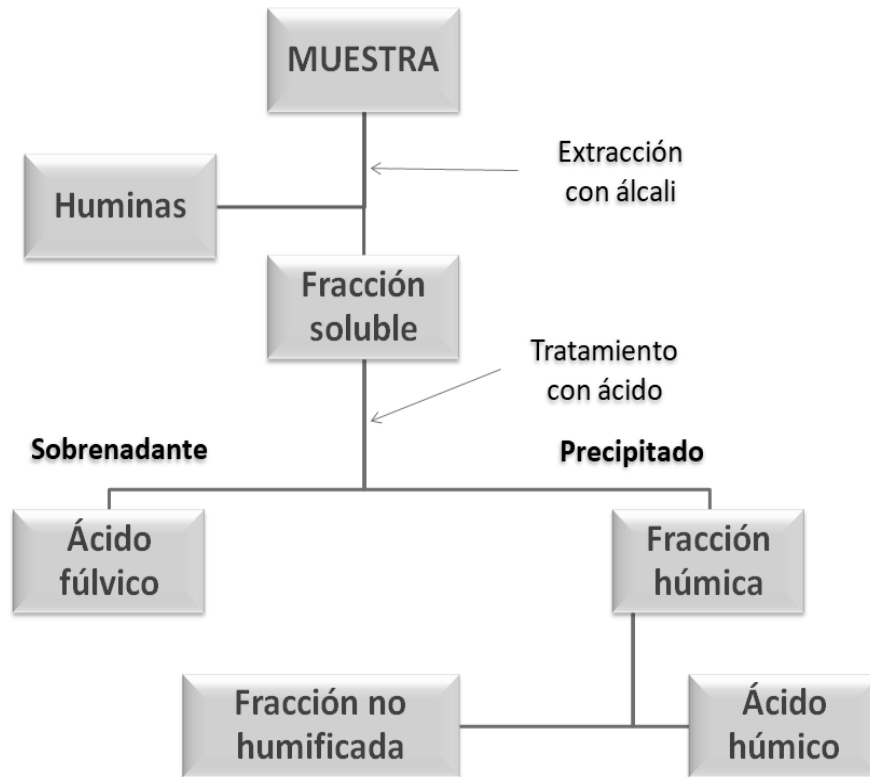 MUESTRA
Extracción
con álcali
Huminas
Fracción
soluble
Tratamiento
con ácido
Sobrenadante
Precipitado
Ácido
fúlvico
Fracción
húmica
Fracción no
humificada
Ácido
húmico